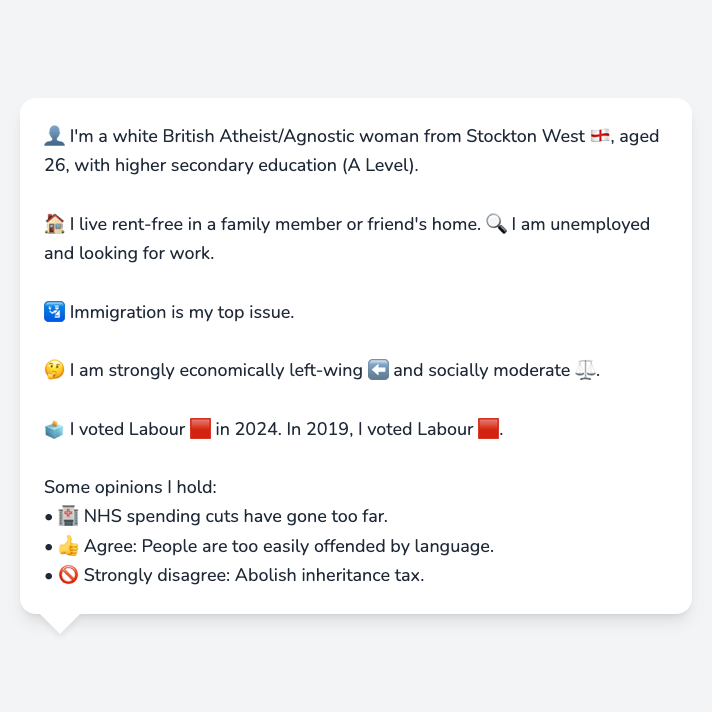 👤 I'm a white British Atheist/Agnostic woman from Stockton West 🏴󠁧󠁢󠁥󠁮󠁧󠁿, aged
26, with higher secondary education (A Level).
🏠 I live rent-free in a family member or friend's home. 🔍 I am unemployed
and looking for work.
🛂 Immigration is my top issue.
🤔 I am strongly economically left-wing ⬅️ and socially moderate ⚖️.
🗳️ I voted Labour 🟥 in 2024. In 2019, I voted Labour 🟥.
Some opinions I hold:
• 🏥 NHS spending cuts have gone too far.
• 👍 Agree: People are too easily offended by language.
• 🚫 Strongly disagree: Abolish inheritance tax.